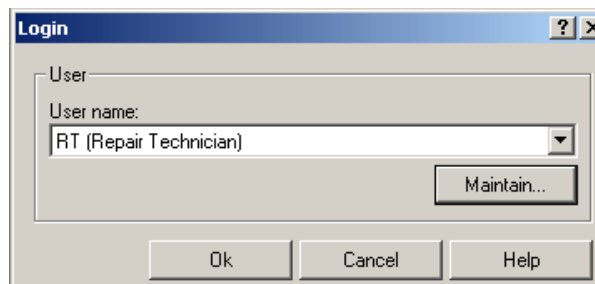 Login
User
User name:
RT (Repair Technician)
Maintain...
Ok Cancel Help